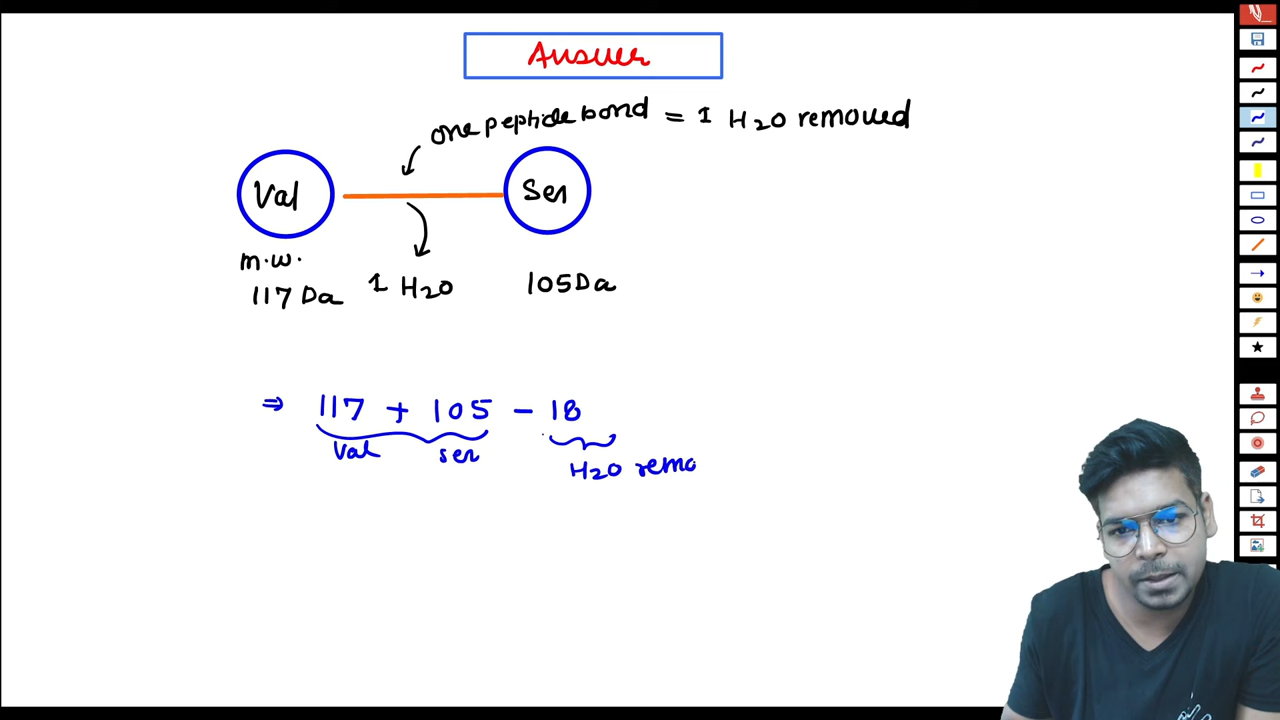 Answer
one peptide bond = 1 H2O removed
Val
Ser
m.w.
117 Da
1 H2O
105Da
⇒ 117 + 105 - 18
Val
ser
H2O remo